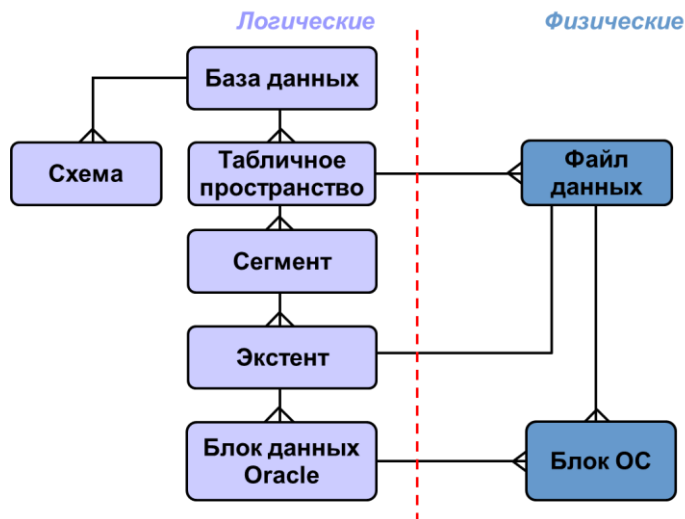 Логические
Физические
База данных
Схема
Табличное
пространство
Файл
данных
Сегмент
Экстент
Блок данных
Oracle
Блок ОС